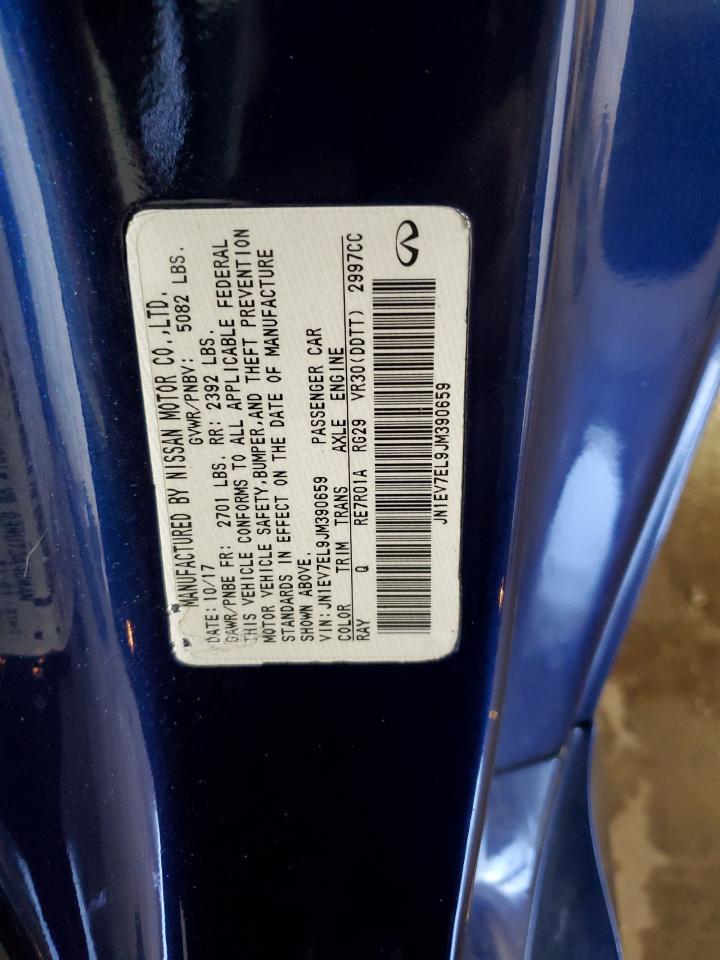 MANUFACTURED BY NISSAN MOTOR CO.,LTD.
DATE: 10/17 GVWR/PNBV: 5082 LBS.
GAWR/PNBE FR: 2701 LBS. RR: 2392 LBS.
THIS VEHICLE CONFORMS TO ALL APPLICABLE FEDERAL
MOTOR VEHICLE SAFETY,BUMPER,AND THEFT PREVENTION
STANDARDS IN EFFECT ON THE DATE OF MANUFACTURE
SHOWN ABOVE.
VIN:JN1EV7EL9JM390659 PASSENGER CAR
COLOR TRIM TRANS AXLE ENGINE
RAY Q RE7R01A RG29 VR30(DDTT) 2997CC
JN1EV7EL9JM390659